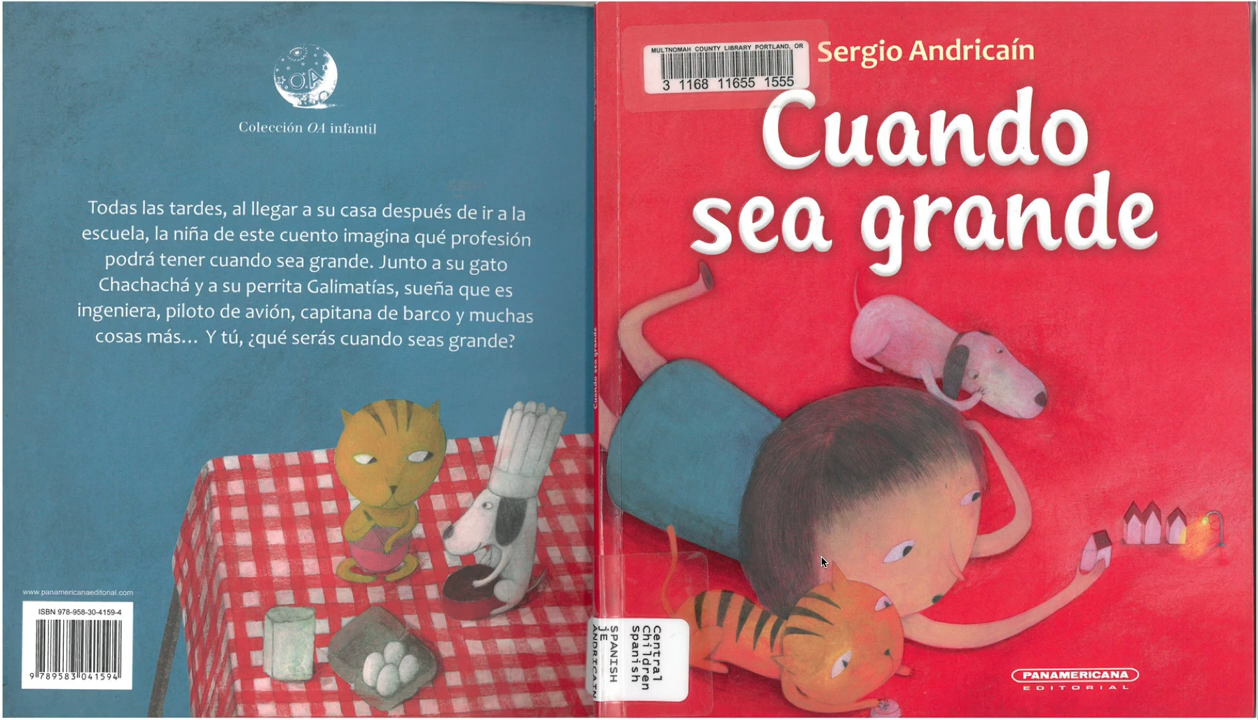 OA
Colección OA infantil
Todas las tardes, al llegar a su casa después de ir a la
escuela, la niña de este cuento imagina qué profesión
podrá tener cuando sea grande. Junto a su gato
Chachachá y a su perrita Galimatías, sueña que es
ingeniera, piloto de avión, capitana de barco y muchas
cosas más... Y tú, ¿qué serás cuando seas grande?
www.panamericanaeditorial.com
ISBN 978-958-30-4159-4
9 789583 041594
Cuando sea grande
SPANISH
jE
ANDRICAIN
Central
Children
Spanish
MULTNOMAH COUNTY LIBRARY PORTLAND, OR
3 1168 11655 1555
Sergio Andricaín
Cuando
sea grande
PANAMERICANA
EDITORIAL